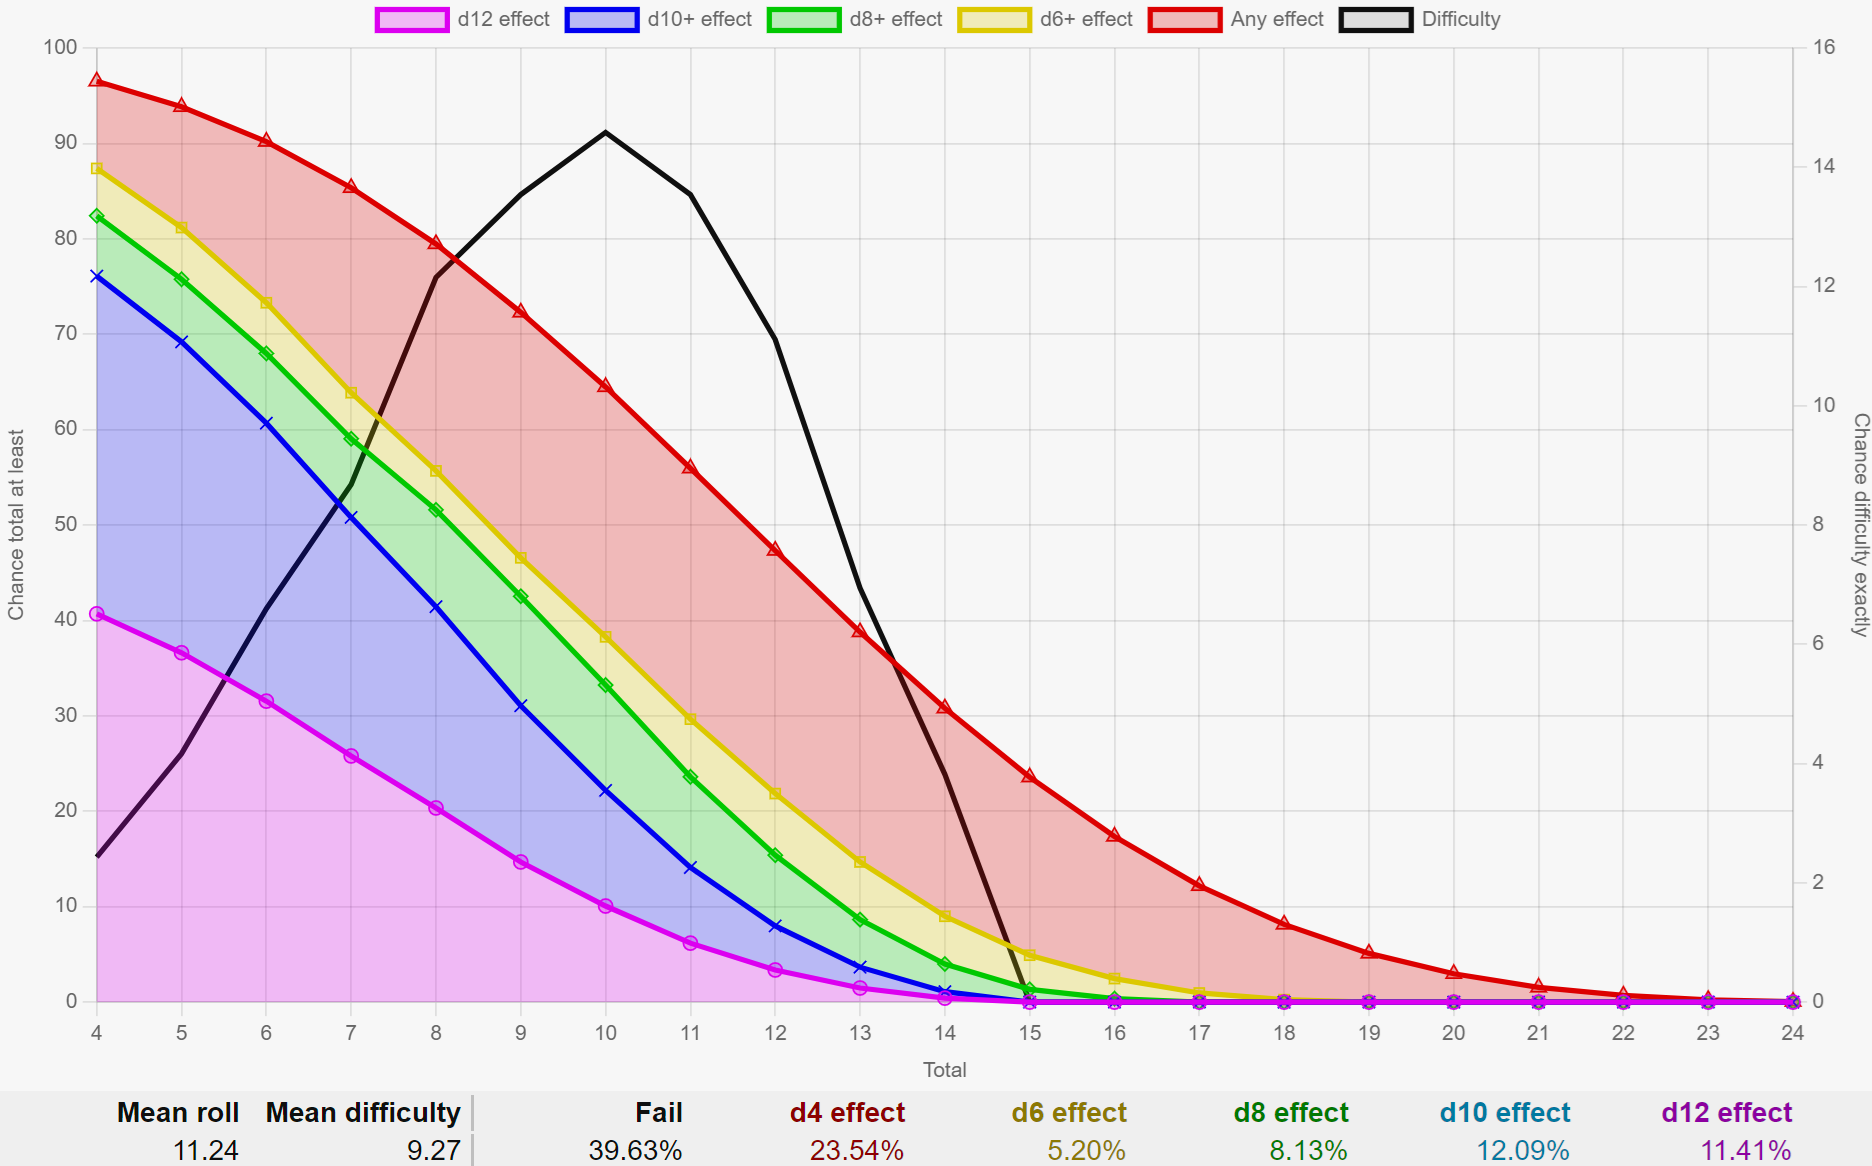 d12 effect d10+ effect d8+ effect d6+ effect Any effect Difficulty
Chance total at least
100
90
80
70
60
50
40
30
20
10
0
16
14
12
10
8
6
4
2
0
Chance difficulty exactly
4 5 6 7 8 9 10 11 12 13 14 15 16 17 18 19 20 21 22 23 24
Total
Mean roll Mean difficulty Fail d4 effect d6 effect d8 effect d10 effect d12 effect
11.24 9.27 39.63% 23.54% 5.20% 8.13% 12.09% 11.41%